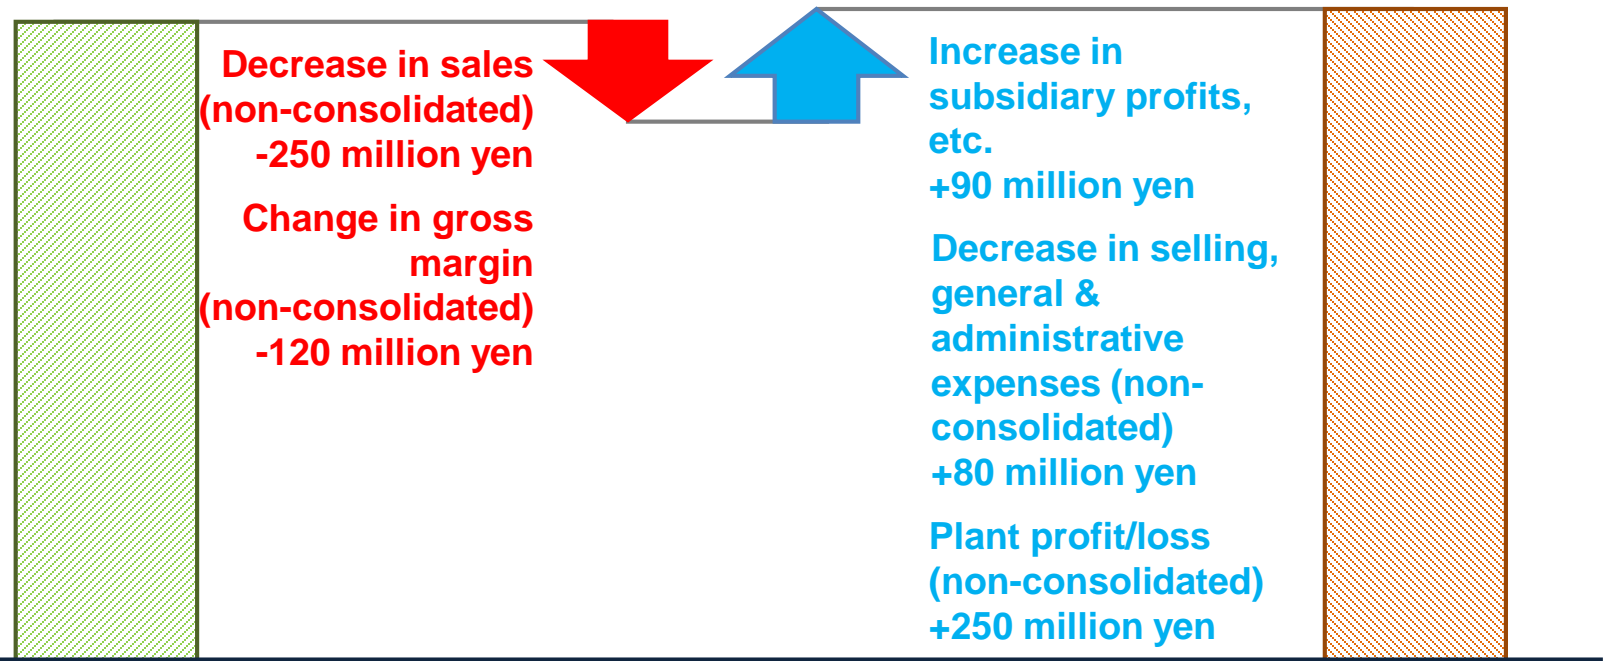 Decrease in sales
(non-consolidated)
-250 million yen
Change in gross
margin
(non-consolidated)
-120 million yen
Increase in
subsidiary profits,
etc.
+90 million yen
Decrease in selling,
general &
administrative
expenses (non-
consolidated)
+80 million yen
Plant profit/loss
(non-consolidated)
+250 million yen